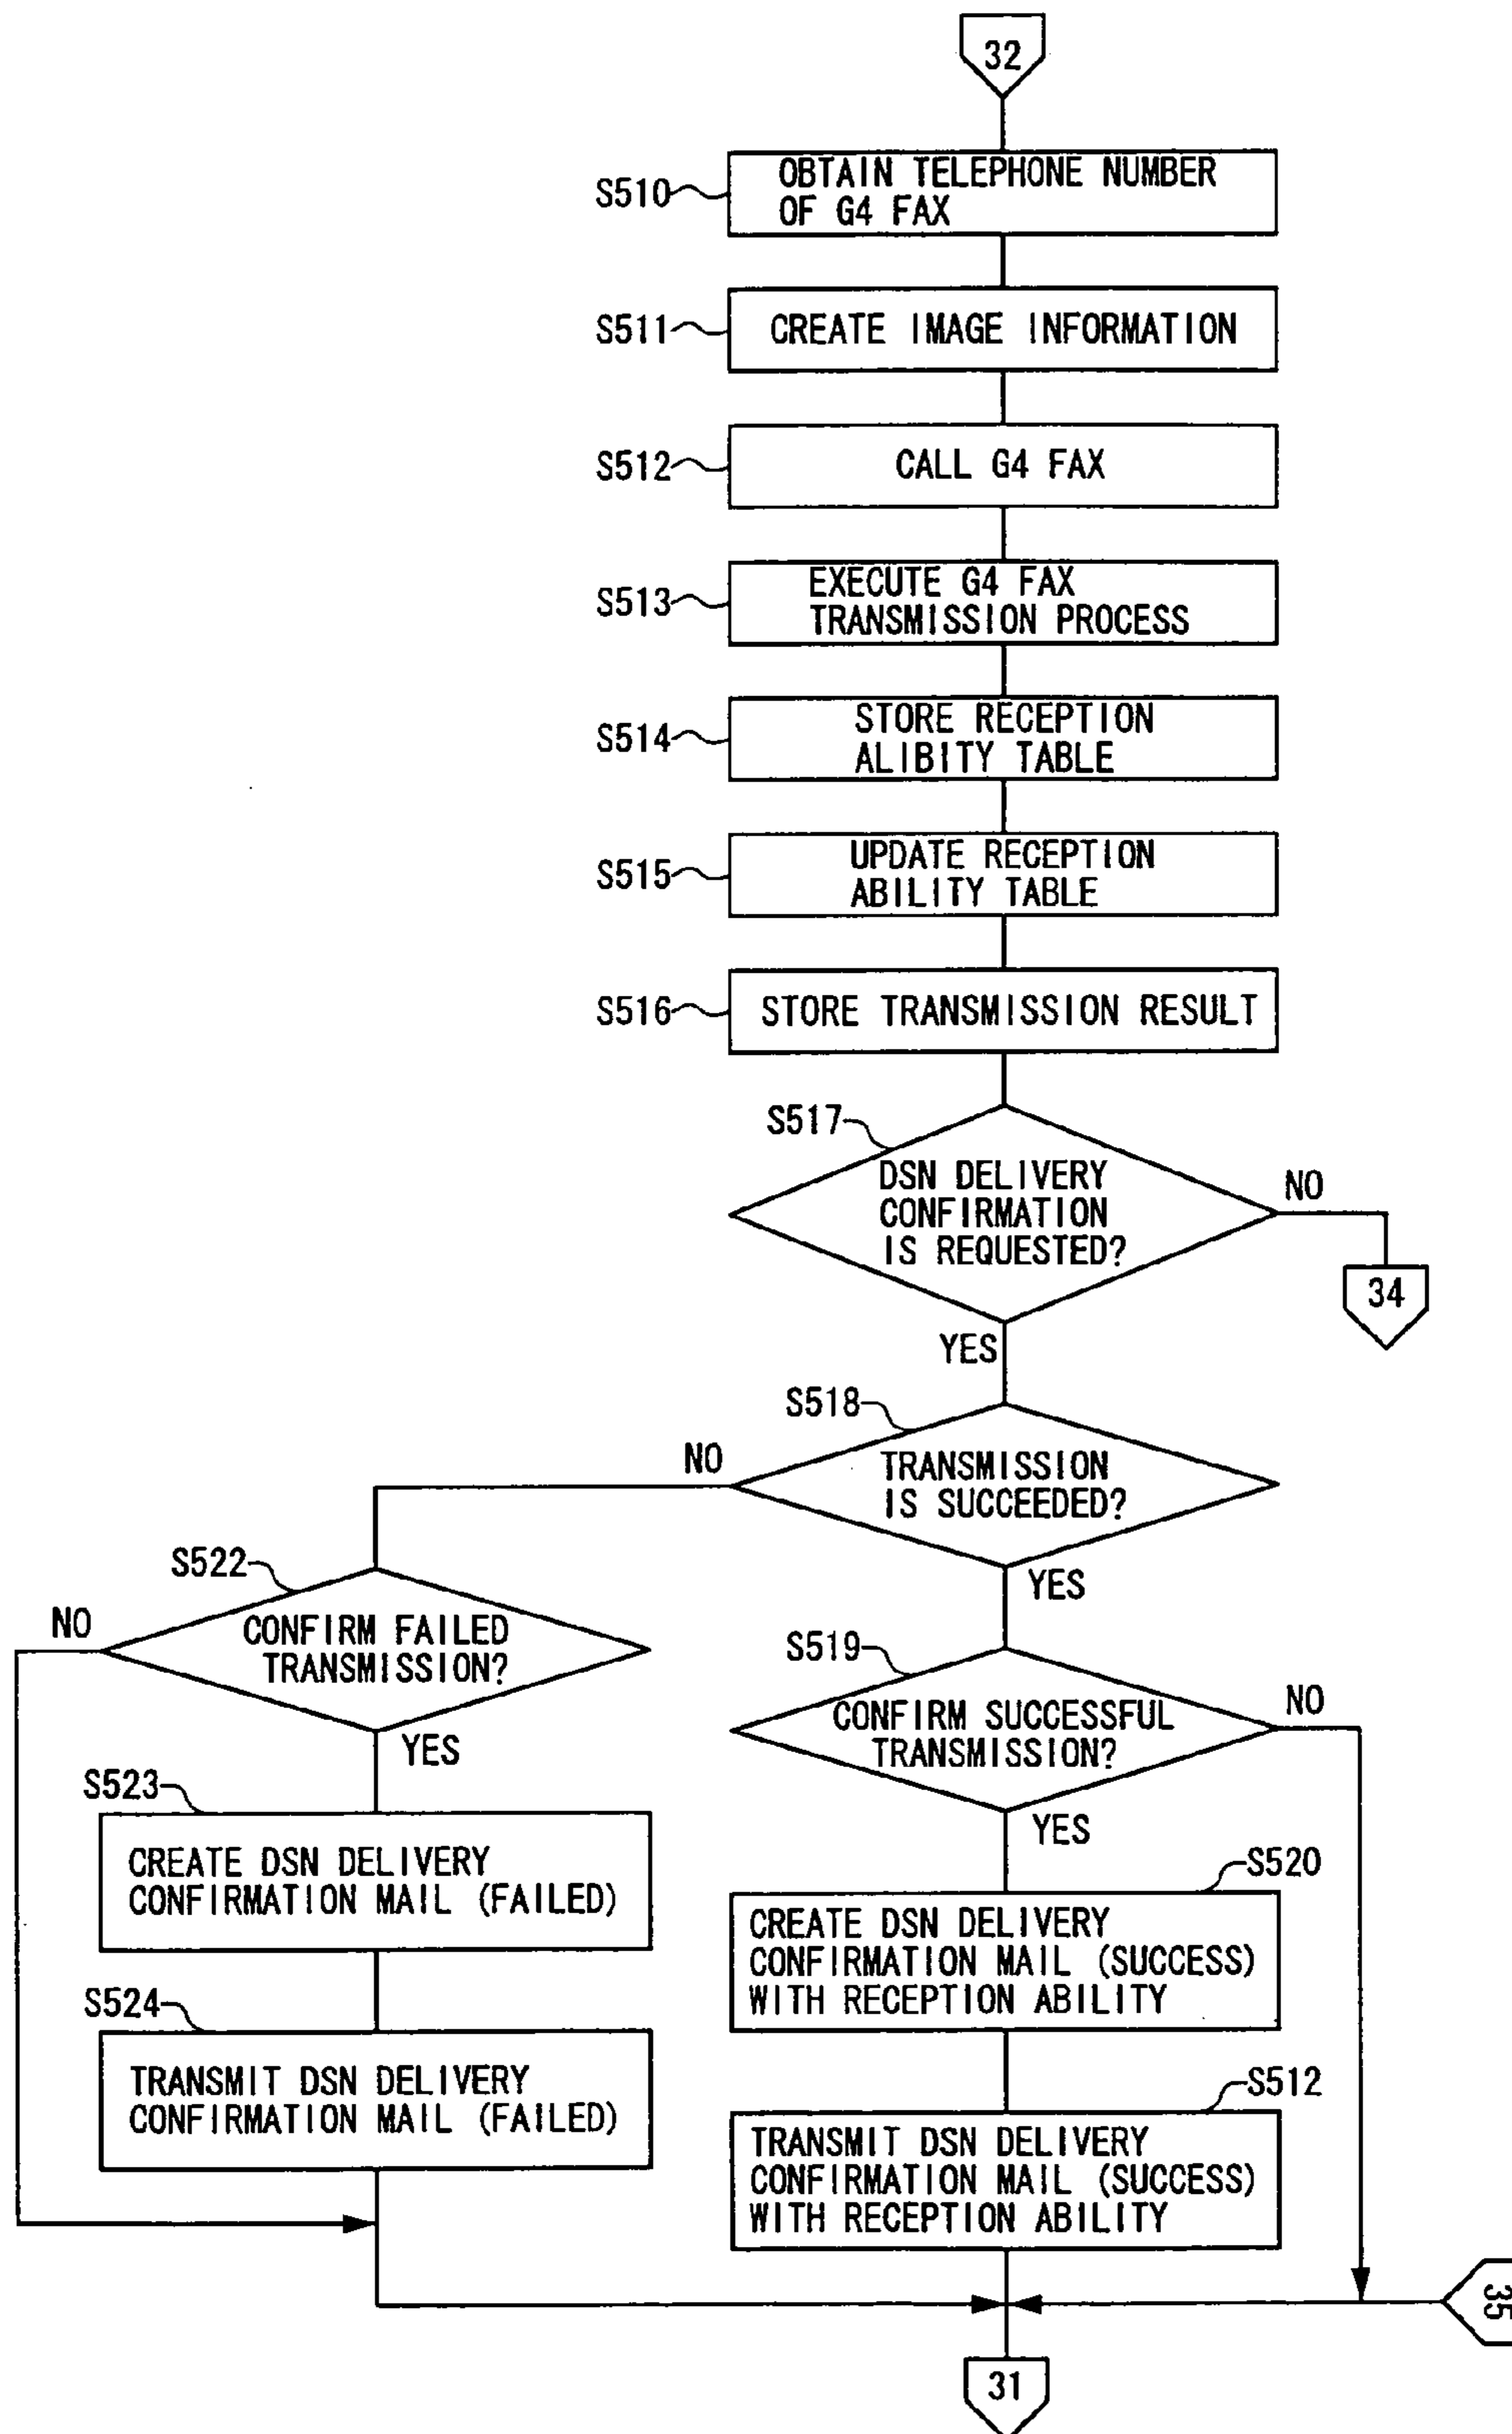 32
S510
OBTAIN TELEPHONE NUMBER
OF G4 FAX
S511
CREATE IMAGE INFORMATION
S512
CALL G4 FAX
S513
EXECUTE G4 FAX
TRANSMISSION PROCESS
S514
STORE RECEPTION
ALIBITY TABLE
S515
UPDATE RECEPTION
ABILITY TABLE
S516
STORE TRANSMISSION RESULT
S517
DSN DELIVERY
CONFIRMATION
IS REQUESTED?
NO
34
YES
S518
NO
TRANSMISSION
IS SUCCEEDED?
YES
S522
NO
CONFIRM FAILED
TRANSMISSION?
YES
S519
CONFIRM SUCCESSFUL
TRANSMISSION?
NO
YES
S523
CREATE DSN DELIVERY
CONFIRMATION MAIL (FAILED)
S520
CREATE DSN DELIVERY
CONFIRMATION MAIL (SUCCESS)
WITH RECEPTION ABILITY
S524
TRANSMIT DSN DELIVERY
CONFIRMATION MAIL (FAILED)
S512
TRANSMIT DSN DELIVERY
CONFIRMATION MAIL (SUCCESS)
WITH RECEPTION ABILITY
35
31